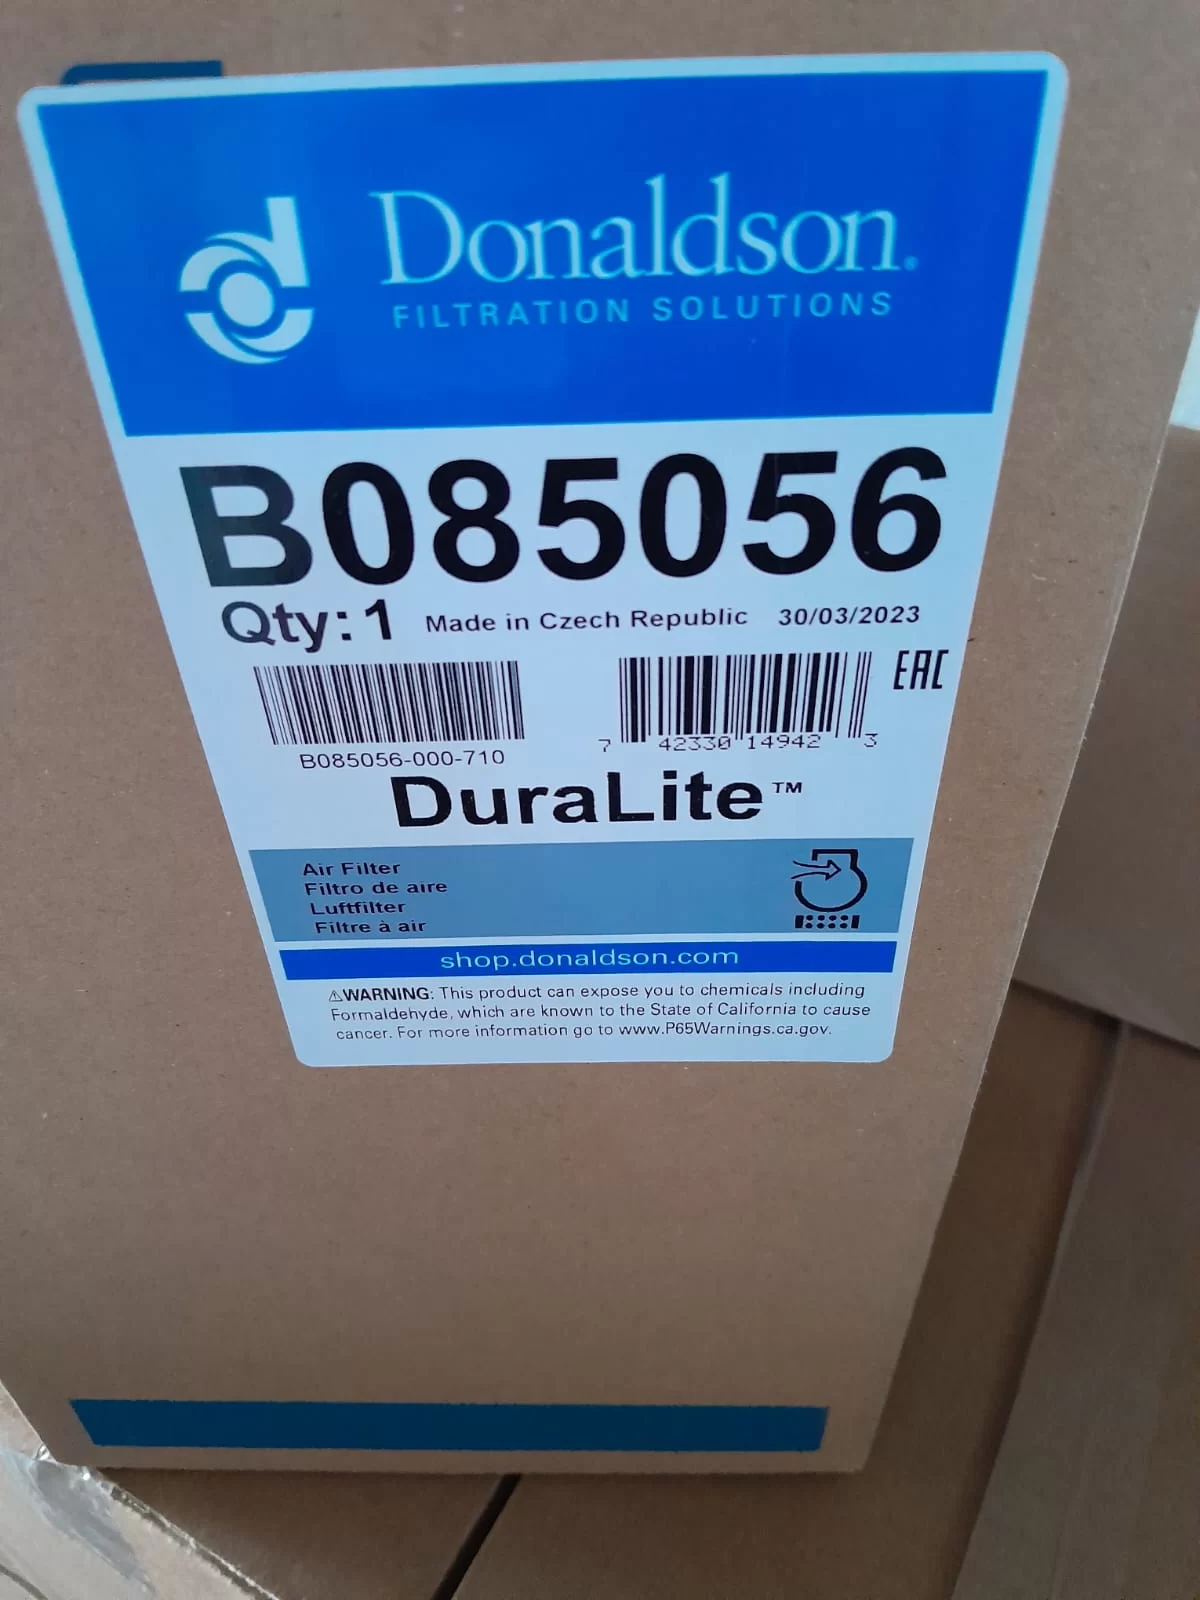 Donaldson.
FILTRATION SOLUTIONS
B085056
Qty: 1 Made in Czech Republic 30/03/2023
EAC
B085056-000-710
7 42330 14942 3
DuraLite™
Air Filter
Filtro de aire
Luftfilter
Filtre à air
shop.donaldson.com
⚠WARNING: This product can expose you to chemicals including
Formaldehyde, which are known to the State of California to cause
cancer. For more information go to www.P65Warnings.ca.gov.